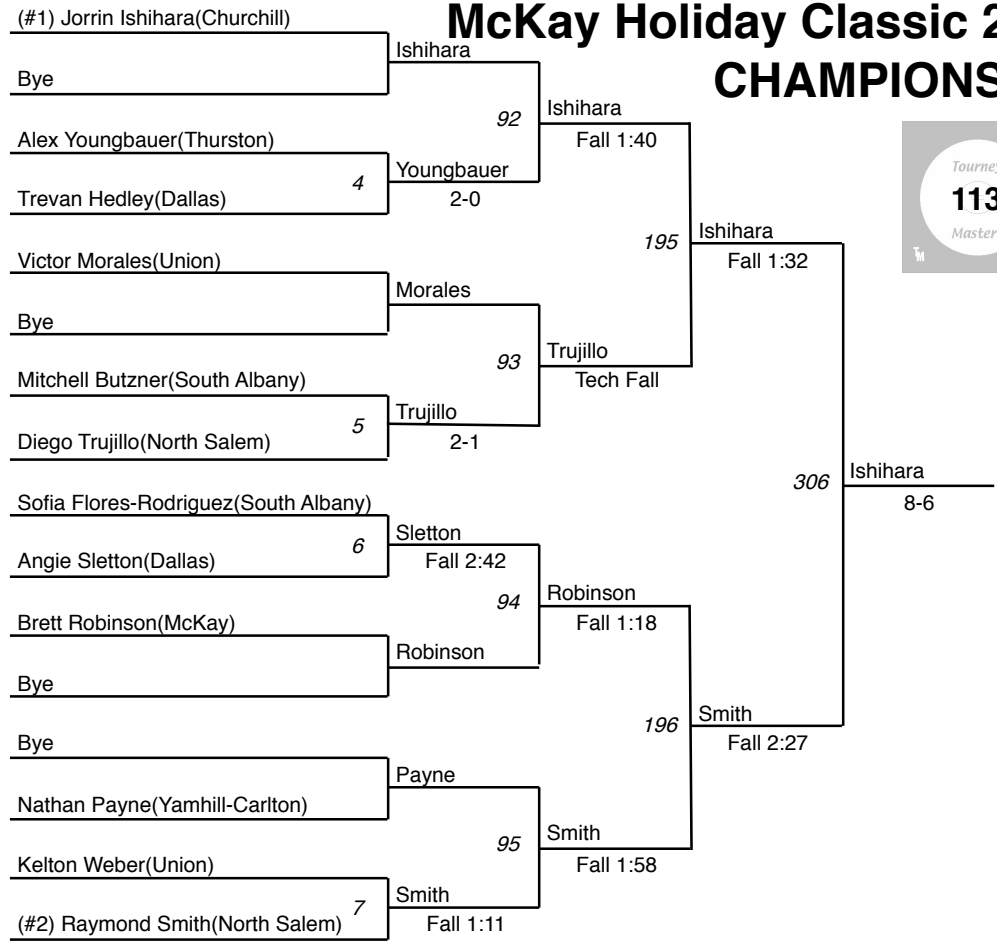 McKay Holiday Classic 2
CHAMPIONS
Tourney
113
Master
TM
(#1) Jorrin Ishihara(Churchill)
Bye
Ishihara
92
Alex Youngbauer(Thurston)
Trevan Hedley(Dallas)
4
Youngbauer
2-0
Ishihara
Fall 1:40
Victor Morales(Union)
Bye
Morales
93
Mitchell Butzner(South Albany)
Diego Trujillo(North Salem)
5
Trujillo
2-1
Trujillo
Tech Fall
195
Ishihara
Fall 1:32
Sofia Flores-Rodriguez(South Albany)
Angie Sletton(Dallas)
6
Sletton
Fall 2:42
94
Brett Robinson(McKay)
Bye
Robinson
Robinson
Fall 1:18
Bye
Nathan Payne(Yamhill-Carlton)
Payne
95
Kelton Weber(Union)
(#2) Raymond Smith(North Salem)
7
Smith
Fall 1:11
Smith
Fall 1:58
196
Smith
Fall 2:27
306
Ishihara
8-6